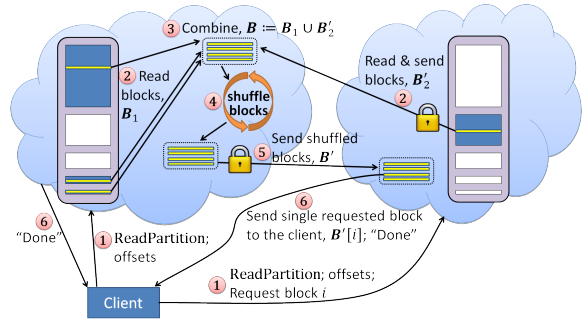 3 Combine, B := B₁ ∪ B′₂
2 Read
blocks,
B₁
4
shuffle
blocks
Read & send
blocks, B′₂
2
5
Send shuffled
blocks, B′
6
“Done”
1 ReadPartition;
offsets
6
Send single requested block
to the client, B′[i]; “Done”
1
ReadPartition; offsets;
Request block i
Client